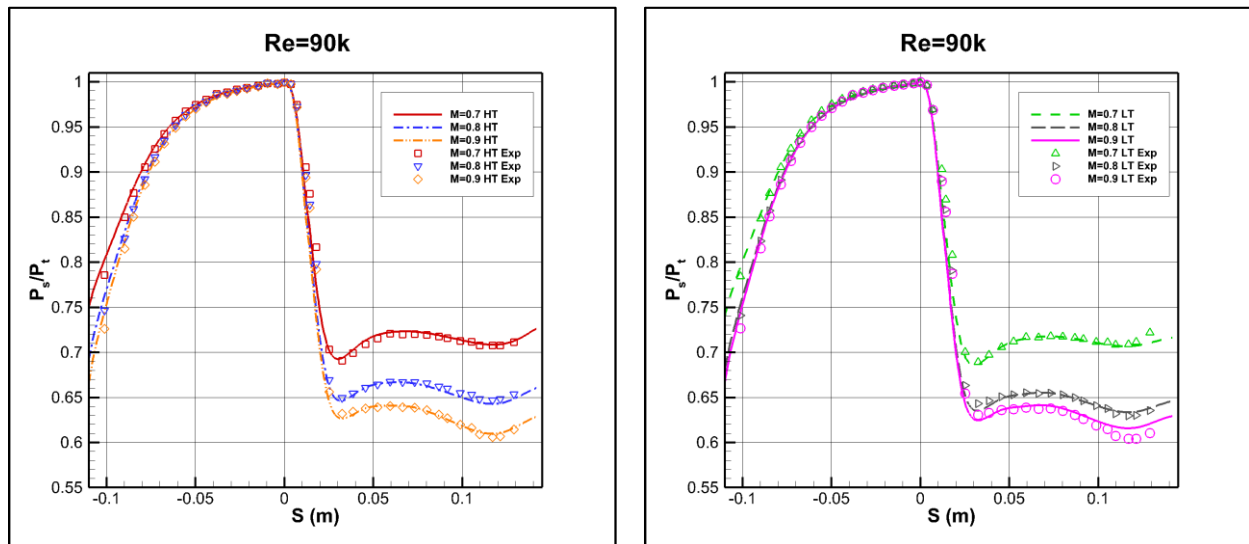 Re=90k
1
0.95
0.9
0.85
0.8
0.75
0.7
0.65
0.6
0.55
Ps/Pt
M=0.7 HT
M=0.8 HT
M=0.9 HT
M=0.7 HT Exp
M=0.8 HT Exp
M=0.9 HT Exp
-0.1
-0.05
0
0.05
0.1
S (m)
Re=90k
1
0.95
0.9
0.85
0.8
0.75
0.7
0.65
0.6
0.55
Ps/Pt
M=0.7 LT
M=0.8 LT
M=0.9 LT
M=0.7 LT Exp
M=0.8 LT Exp
M=0.9 LT Exp
-0.1
-0.05
0
0.05
0.1
S (m)